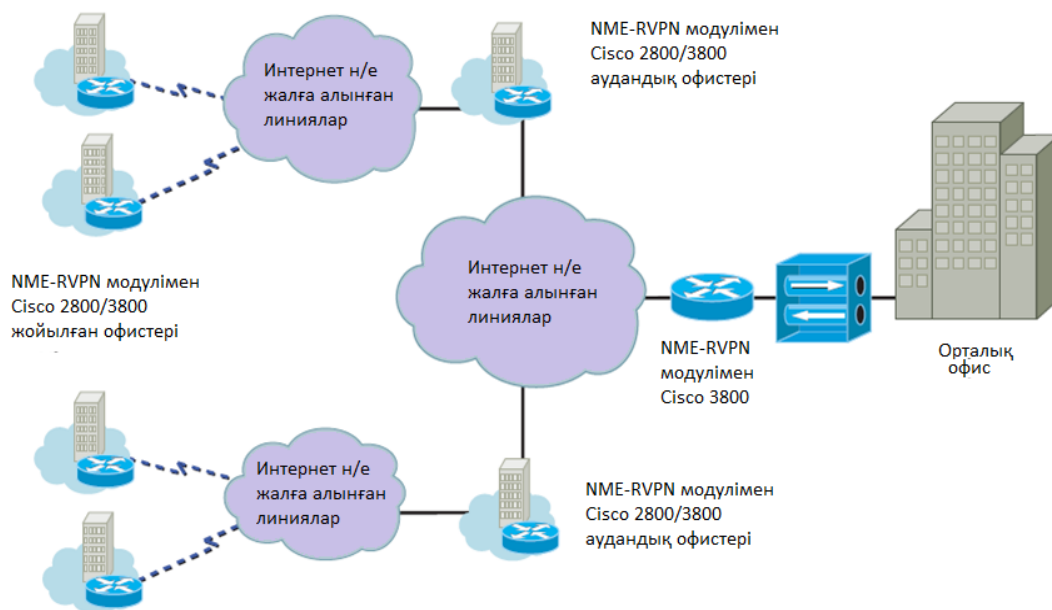 NME-RVPN модулімен
Cisco 2800/3800
аудандық офистері
Интернет н/е
жалға алынған
линиялар
Интернет н/е
жалға алынған
линиялар
NME-RVPN модулімен
Cisco 2800/3800
жойылған офистері
NME-RVPN
модулімен
Cisco 3800
Орталық
офис
Интернет н/е
жалға алынған
линиялар
NME-RVPN модулімен
Cisco 2800/3800
аудандық офистері